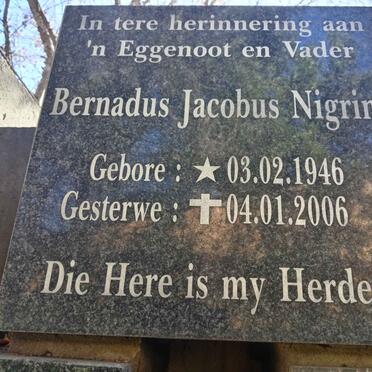 In tere herinnering aan
'n Eggenoot en Vader
Bernadus Jacobus Nigrin
Gebore : ★ 03.02.1946
Gesterwe : ✝ 04.01.2006
Die Here is my Herde